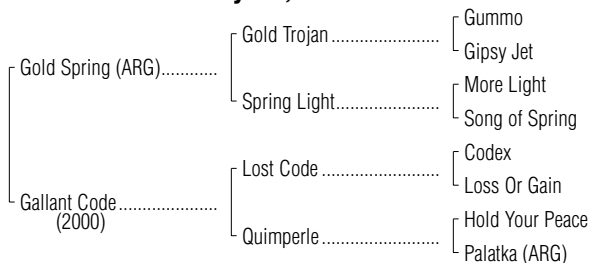 Gummo
Gold Trojan....................
Gipsy Jet
Gold Spring (ARG)............
More Light
Spring Light...................
Song of Spring
Codex
Lost Code ......................
Loss Or Gain
Gallant Code.....................
(2000)
Hold Your Peace
Quimperle......................
Palatka (ARG)